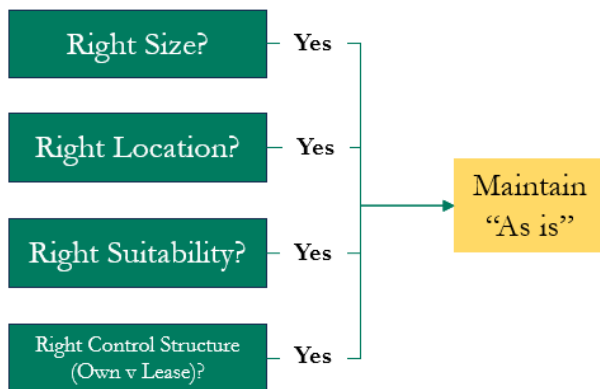 Right Size?
Yes
Right Location?
Yes
Maintain
“As is”
Right Suitability?
Yes
Right Control Structure
(Own v Lease)?
Yes